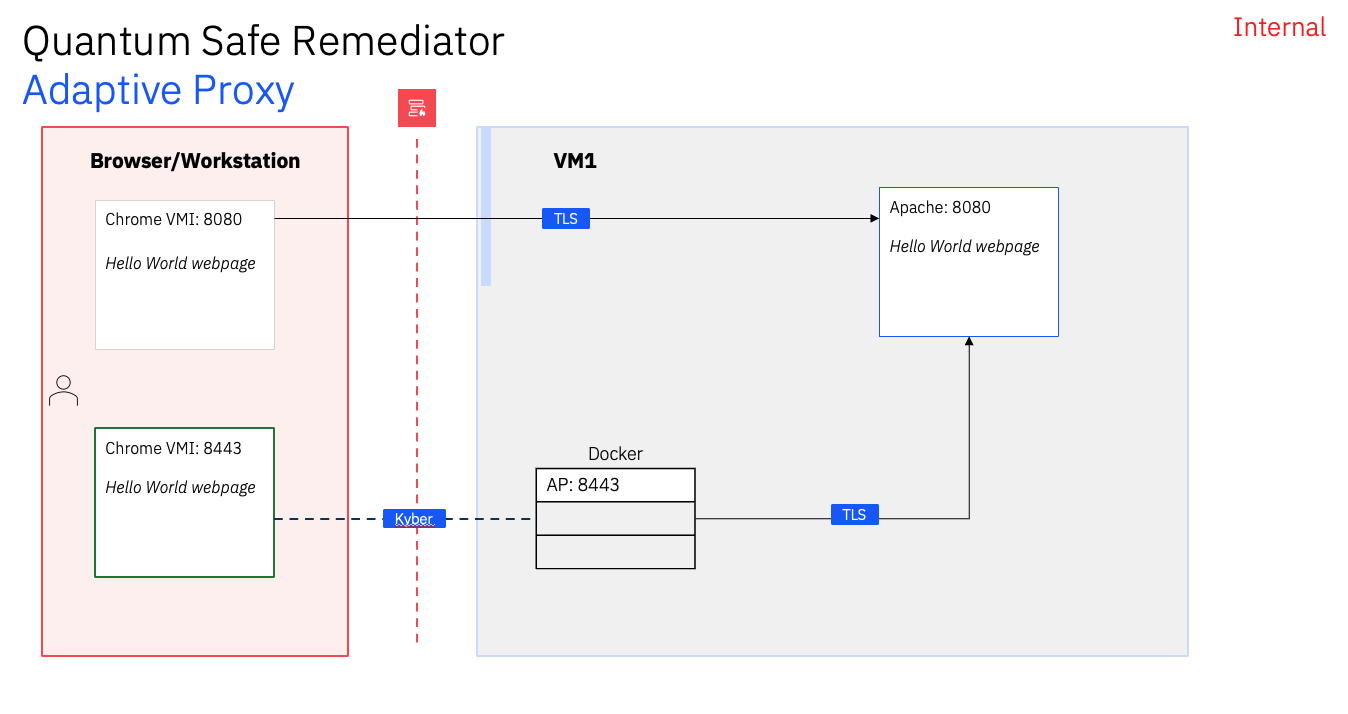 Quantum Safe Remediator
Adaptive Proxy
Internal
Browser/Workstation
VM1
Chrome VMI: 8080
Hello World webpage
TLS
Apache: 8080
Hello World webpage
Chrome VMI: 8443
Hello World webpage
Kyber
Docker
AP: 8443
TLS